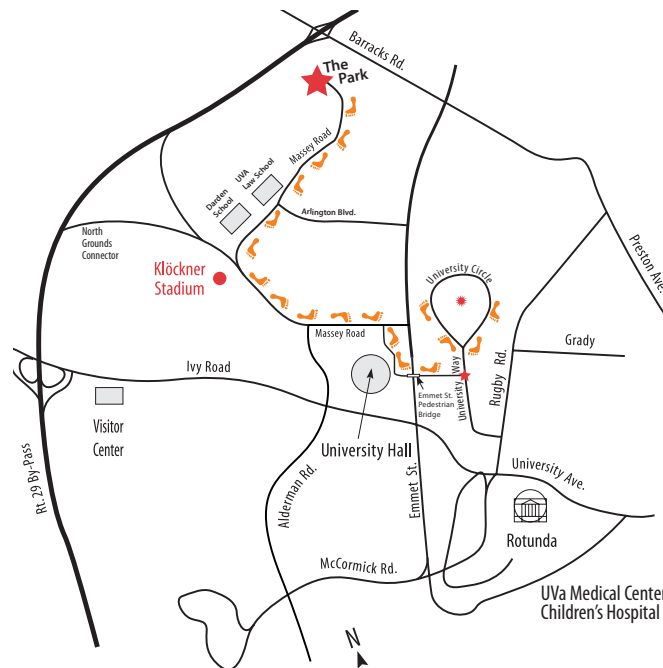 Barracks Rd.
The
Park
Massey Road
UVA
Law School
Darden
School
Arlington Blvd.
North
Grounds
Connector
Klöckner
Stadium
University Circle
Preston Ave.
Massey Road
Grady
Ivy Road
University Way
Rugby Rd.
Emmet St.
Pedestrian
Bridge
Visitor
Center
University Hall
Rt. 29 By-Pass
Alderman Rd.
Emmet St.
University Ave.
Rotunda
McCormick Rd.
UVa Medical Center
Children's Hospital
N